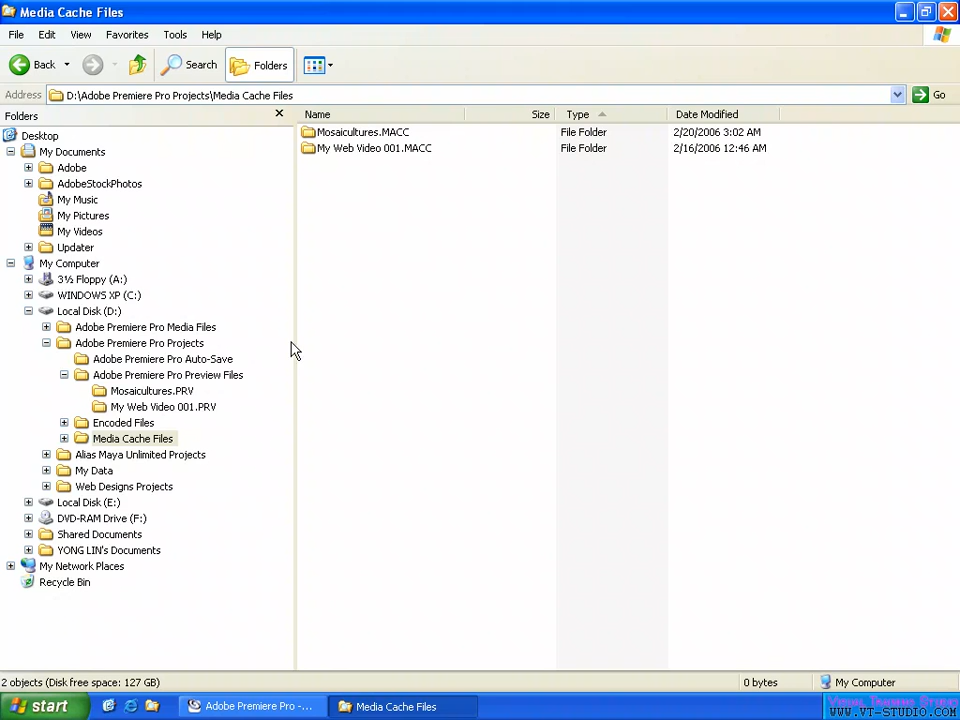 Media Cache Files
File Edit View Favorites Tools Help
Back Search Folders
Address D:\Adobe Premiere Pro Projects\Media Cache Files Go
Folders
Name Size Type Date Modified
Desktop
My Documents
Adobe
AdobeStockPhotos
My Music
My Pictures
My Videos
Updater
My Computer
3½ Floppy (A:)
WINDOWS XP (C:)
Local Disk (D:)
Adobe Premiere Pro Media Files
Adobe Premiere Pro Projects
Adobe Premiere Pro Auto-Save
Adobe Premiere Pro Preview Files
Mosaicultures.PRV
My Web Video 001.PRV
Encoded Files
Media Cache Files
Alias Maya Unlimited Projects
My Data
Web Designs Projects
Local Disk (E:)
DVD-RAM Drive (F:)
Shared Documents
YONG LIN's Documents
My Network Places
Recycle Bin
Mosaicultures.MACC File Folder 2/20/2006 3:02 AM
My Web Video 001.MACC File Folder 2/16/2006 12:46 AM
2 objects (Disk free space: 127 GB) 0 bytes My Computer
start Adobe Premiere Pro -... Media Cache Files
VISUAL TRAINING STUDIO
WWW.VT-STUDIO.COM